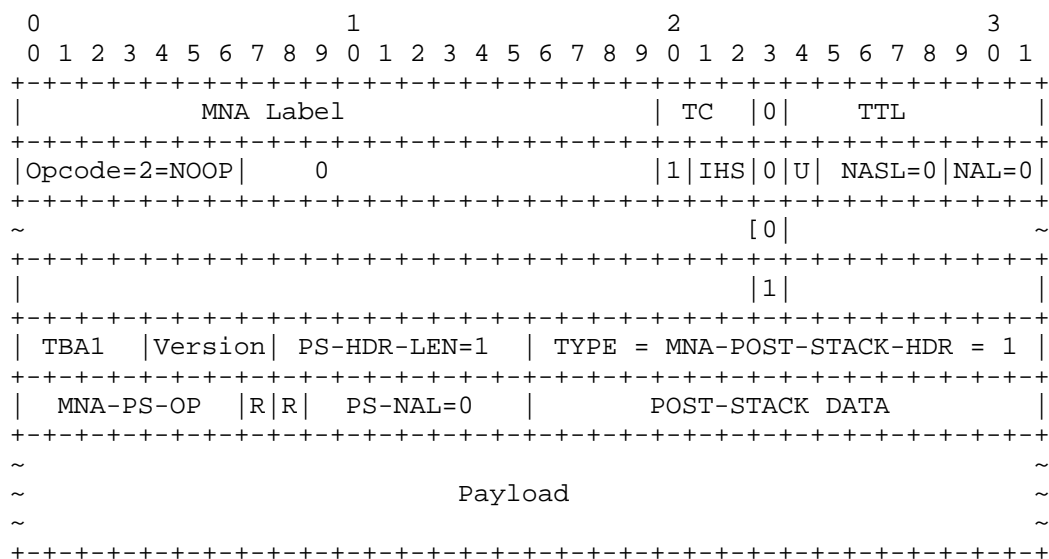 0                   1                   2                   3
 0 1 2 3 4 5 6 7 8 9 0 1 2 3 4 5 6 7 8 9 0 1 2 3 4 5 6 7 8 9 0 1
+-+-+-+-+-+-+-+-+-+-+-+-+-+-+-+-+-+-+-+-+-+-+-+-+-+-+-+-+-+-+-+-+
|           MNA Label                   | TC  |0|    TTL        |
+-+-+-+-+-+-+-+-+-+-+-+-+-+-+-+-+-+-+-+-+-+-+-+-+-+-+-+-+-+-+-+-+
|Opcode=2=NOOP|    0                    |1|IHS|0|U| NASL=0|NAL=0|
+-+-+-+-+-+-+-+-+-+-+-+-+-+-+-+-+-+-+-+-+-+-+-+-+-+-+-+-+-+-+-+-+
~                                             [0|               ~
+-+-+-+-+-+-+-+-+-+-+-+-+-+-+-+-+-+-+-+-+-+-+-+-+-+-+-+-+-+-+-+-+
|                                             |1|               |
+-+-+-+-+-+-+-+-+-+-+-+-+-+-+-+-+-+-+-+-+-+-+-+-+-+-+-+-+-+-+-+-+
| TBA1  |Version| PS-HDR-LEN=1  | TYPE = MNA-POST-STACK-HDR = 1 |
+-+-+-+-+-+-+-+-+-+-+-+-+-+-+-+-+-+-+-+-+-+-+-+-+-+-+-+-+-+-+-+-+
|  MNA-PS-OP  |R|R|  PS-NAL=0   |       POST-STACK DATA         |
+-+-+-+-+-+-+-+-+-+-+-+-+-+-+-+-+-+-+-+-+-+-+-+-+-+-+-+-+-+-+-+-+
~                                                               ~
~                           Payload                             ~
~                                                               ~
+-+-+-+-+-+-+-+-+-+-+-+-+-+-+-+-+-+-+-+-+-+-+-+-+-+-+-+-+-+-+-+-+